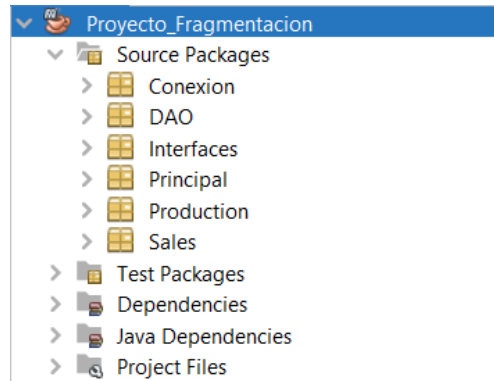 Proyecto_Fragmentacion
Source Packages
Conexion
DAO
Interfaces
Principal
Production
Sales
Test Packages
Dependencies
Java Dependencies
Project Files